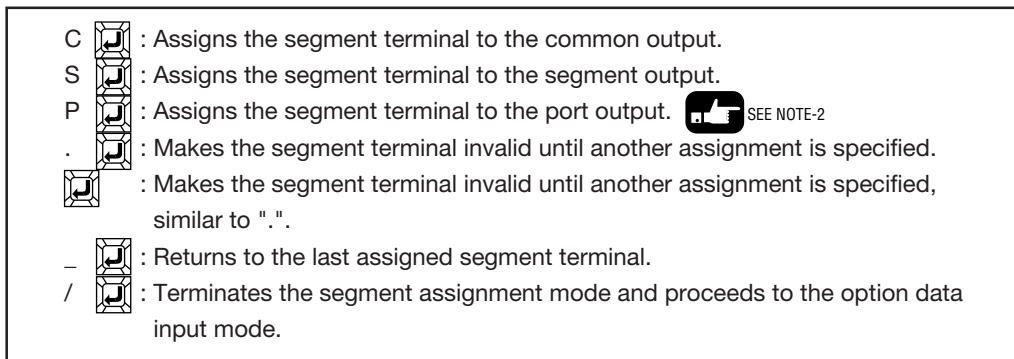 C : Assigns the segment terminal to the common output.
S : Assigns the segment terminal to the segment output.
P : Assigns the segment terminal to the port output. SEE NOTE-2
. : Makes the segment terminal invalid until another assignment is specified.
: Makes the segment terminal invalid until another assignment is specified,
similar to ".".
_ : Returns to the last assigned segment terminal.
/ : Terminates the segment assignment mode and proceeds to the option data
input mode.